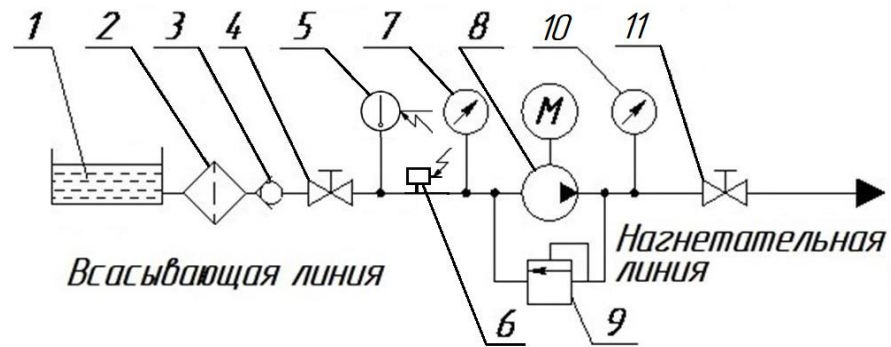 1 2 3 4 5 7 8 10 11
M
Всасывающая линия
Нагнетательная
линия
6 9